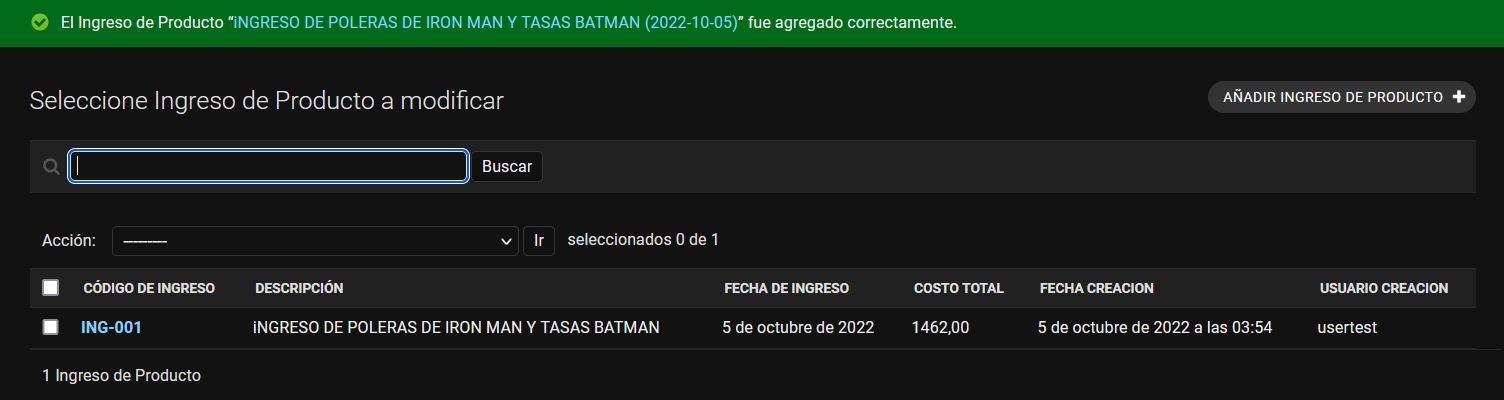 El Ingreso de Producto “iNGRESO DE POLERAS DE IRON MAN Y TASAS BATMAN (2022-10-05)” fue agregado correctamente.
Seleccione Ingreso de Producto a modificar
AÑADIR INGRESO DE PRODUCTO
Buscar
Acción: --------- Ir seleccionados 0 de 1
CÓDIGO DE INGRESO DESCRIPCIÓN FECHA DE INGRESO COSTO TOTAL FECHA CREACION USUARIO CREACION
ING-001 iNGRESO DE POLERAS DE IRON MAN Y TASAS BATMAN 5 de octubre de 2022 1462,00 5 de octubre de 2022 a las 03:54 usertest
1 Ingreso de Producto